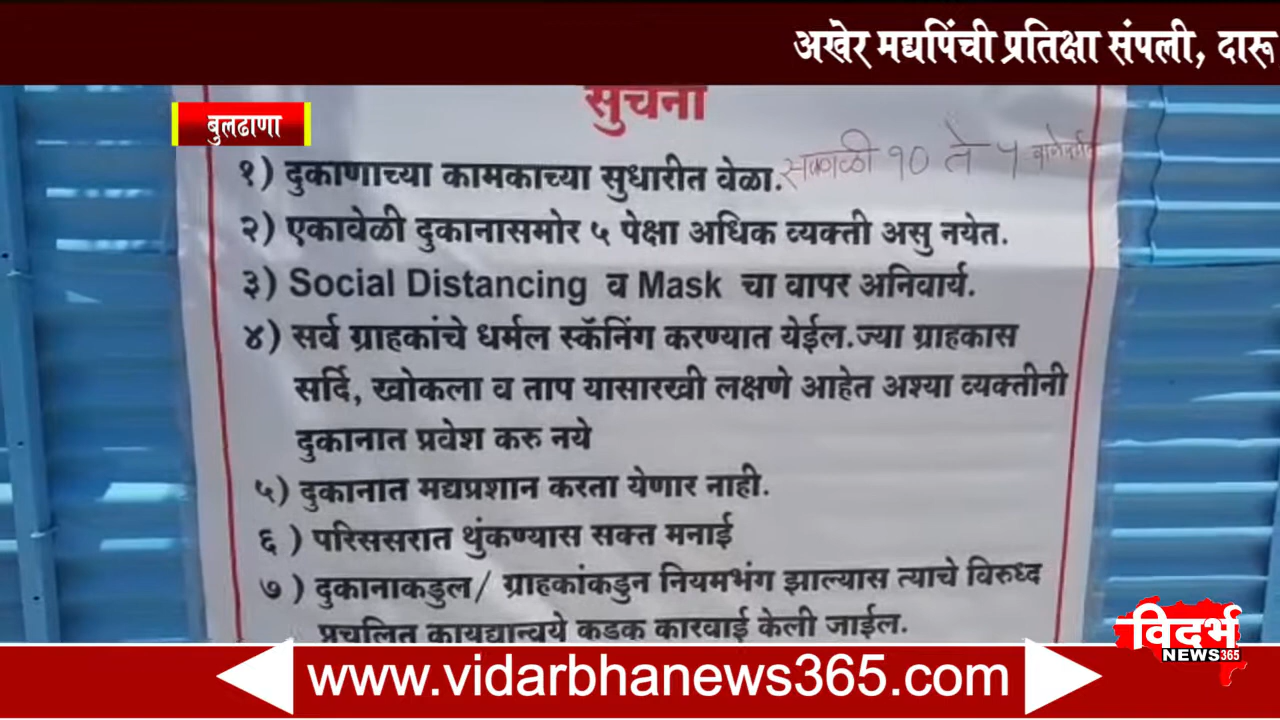 अखेर मद्यपिंची प्रतिक्षा संपली, दारू
बुलढाणा
सुचना
१) दुकाणाच्या कामकाच्या सुधारीत वेळा. सकाळी १० ते ५
२) एकावेळी दुकानासमोर ५ पेक्षा अधिक व्यक्ती असु नयेत.
३) Social Distancing व Mask चा वापर अनिवार्य.
४) सर्व ग्राहकांचे थर्मल स्कॅनिंग करण्यात येईल.ज्या ग्राहकास
सर्दि, खोकला व ताप यासारखी लक्षणे आहेत अश्या व्यक्तीनी
दुकानात प्रवेश करु नये
५) दुकानात मद्यप्रशान करता येणार नाही.
६ ) परिससरात थुंकण्यास सक्त मनाई
७ ) दुकानाकडुल/ ग्राहकांकडुन नियमभंग झाल्यास त्याचे विरुध्द
प्रचलित कायद्यान्वये कडक कारवाई केली जाईल.
विदर्भ
NEWS365
www.vidarbhanews365.com